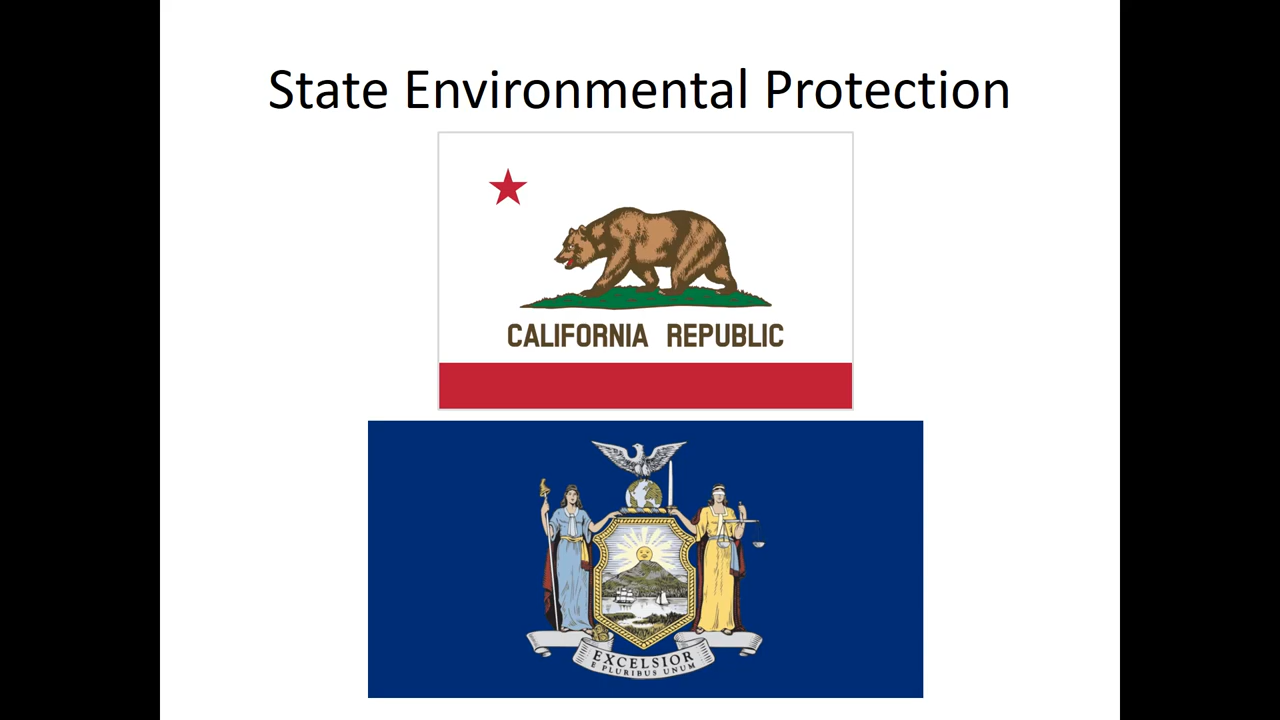 State Environmental Protection
CALIFORNIA REPUBLIC
EXCELSIOR
E PLURIBUS UNUM